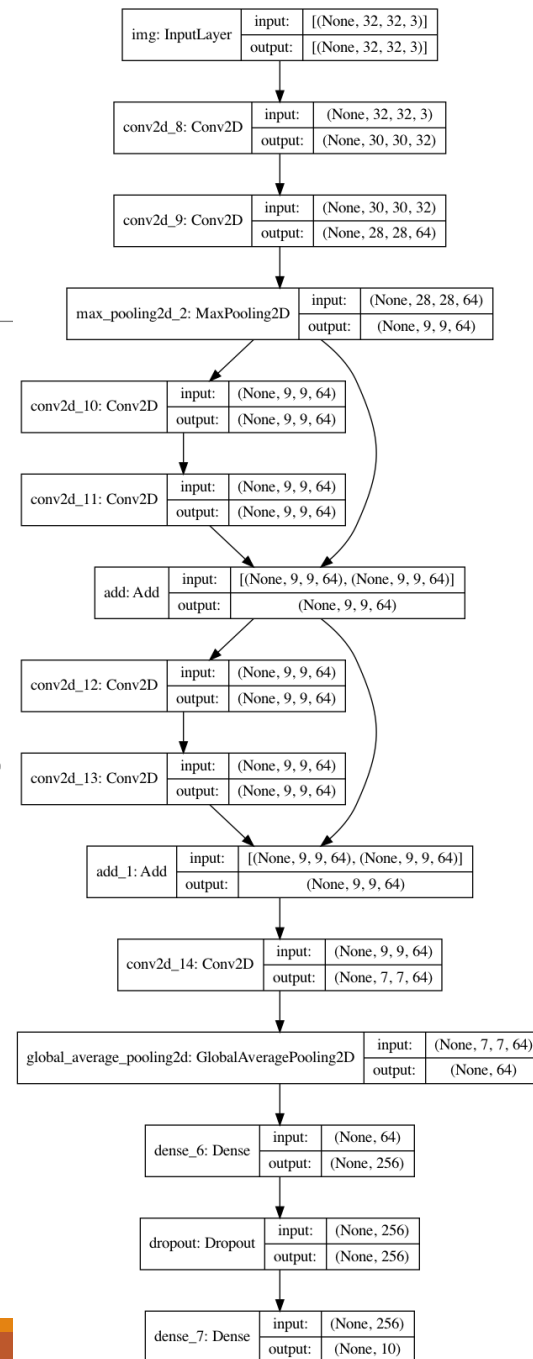 img: InputLayer
input: [(None, 32, 32, 3)]
output: [(None, 32, 32, 3)]
conv2d_8: Conv2D
input: (None, 32, 32, 3)
output: (None, 30, 30, 32)
conv2d_9: Conv2D
input: (None, 30, 30, 32)
output: (None, 28, 28, 64)
max_pooling2d_2: MaxPooling2D
input: (None, 28, 28, 64)
output: (None, 9, 9, 64)
conv2d_10: Conv2D
input: (None, 9, 9, 64)
output: (None, 9, 9, 64)
conv2d_11: Conv2D
input: (None, 9, 9, 64)
output: (None, 9, 9, 64)
add: Add
input: [(None, 9, 9, 64), (None, 9, 9, 64)]
output: (None, 9, 9, 64)
conv2d_12: Conv2D
input: (None, 9, 9, 64)
output: (None, 9, 9, 64)
conv2d_13: Conv2D
input: (None, 9, 9, 64)
output: (None, 9, 9, 64)
add_1: Add
input: [(None, 9, 9, 64), (None, 9, 9, 64)]
output: (None, 9, 9, 64)
conv2d_14: Conv2D
input: (None, 9, 9, 64)
output: (None, 7, 7, 64)
global_average_pooling2d: GlobalAveragePooling2D
input: (None, 7, 7, 64)
output: (None, 64)
dense_6: Dense
input: (None, 64)
output: (None, 256)
dropout: Dropout
input: (None, 256)
output: (None, 256)
dense_7: Dense
input: (None, 256)
output: (None, 10)